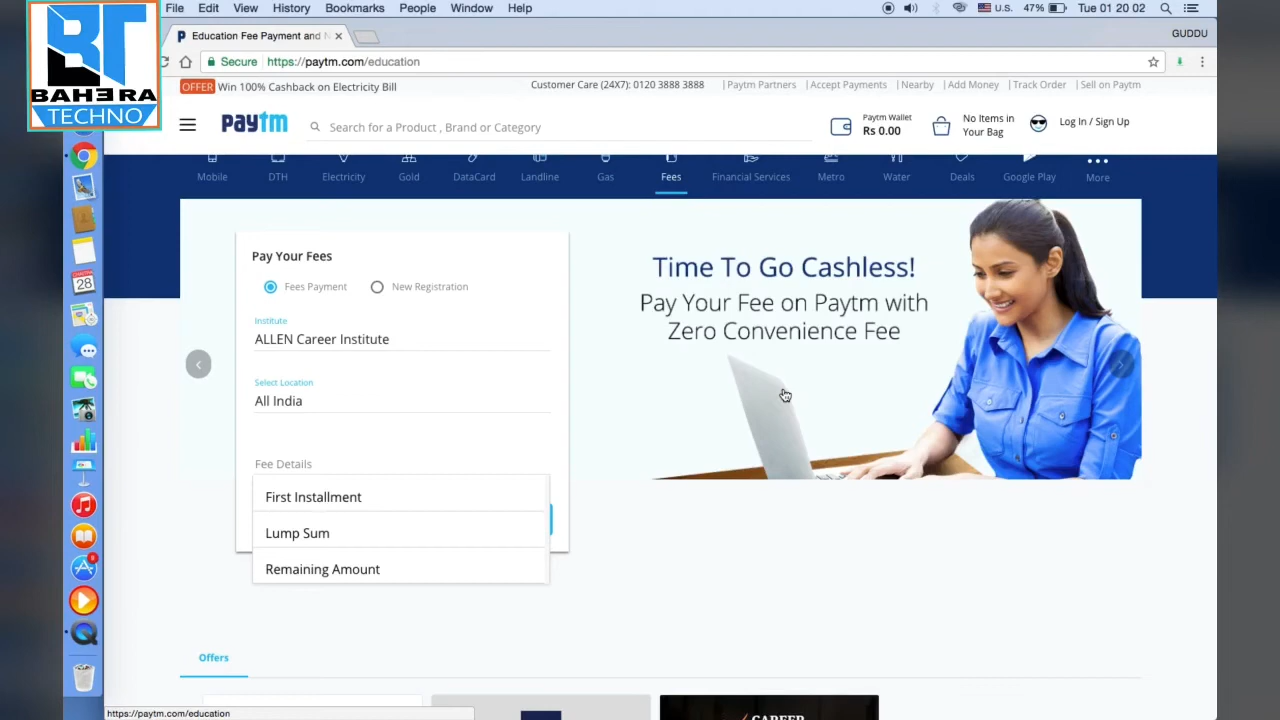 File Edit View History Bookmarks People Window Help
47% U.S. Tue 01 20 02
BT
BAHERA
TECHNO
Education Fee Payment and N
GUDDU
Secure https://paytm.com/education
OFFER Win 100% Cashback on Electricity Bill
Customer Care (24X7): 0120 3888 3888 | Paytm Partners | Accept Payments | Nearby | Add Money | Track Order | Sell on Paytm
paytm
Search for a Product , Brand or Category
Paytm Wallet
Rs 0.00
No Items in
Your Bag
Log In / Sign Up
Mobile DTH Electricity Gold DataCard Landline Gas Fees Financial Services Metro Water Deals Google Play More
28
8
Pay Your Fees
Fees Payment New Registration
Institute
ALLEN Career Institute
Select Location
All India
Fee Details
First Installment
Lump Sum
Remaining Amount
Time To Go Cashless!
Pay Your Fee on Paytm with
Zero Convenience Fee
Offers
CAREER
https://paytm.com/education